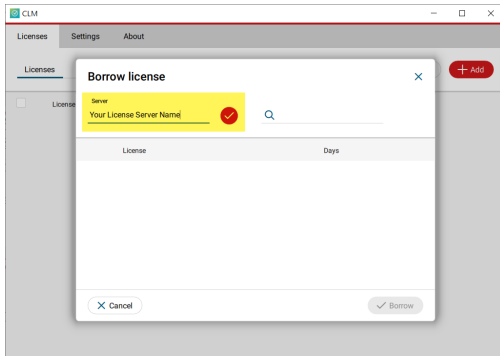 CLM
Licenses Settings About
Licenses
Add
License
Borrow license
Server
Your License Server Name
License Days
Cancel
Borrow